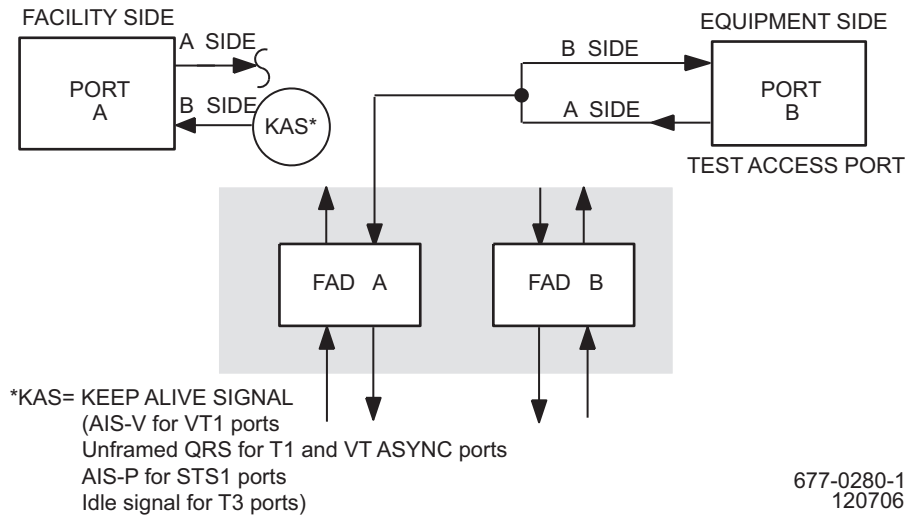 FACILITY SIDE
EQUIPMENT SIDE
A SIDE
B SIDE
PORT
A
B SIDE
KAS*
A SIDE
PORT
B
TEST ACCESS PORT
FAD A
FAD B
*KAS= KEEP ALIVE SIGNAL
(AIS-V for VT1 ports
Unframed QRS for T1 and VT ASYNC ports
AIS-P for STS1 ports
Idle signal for T3 ports)
677-0280-1
120706